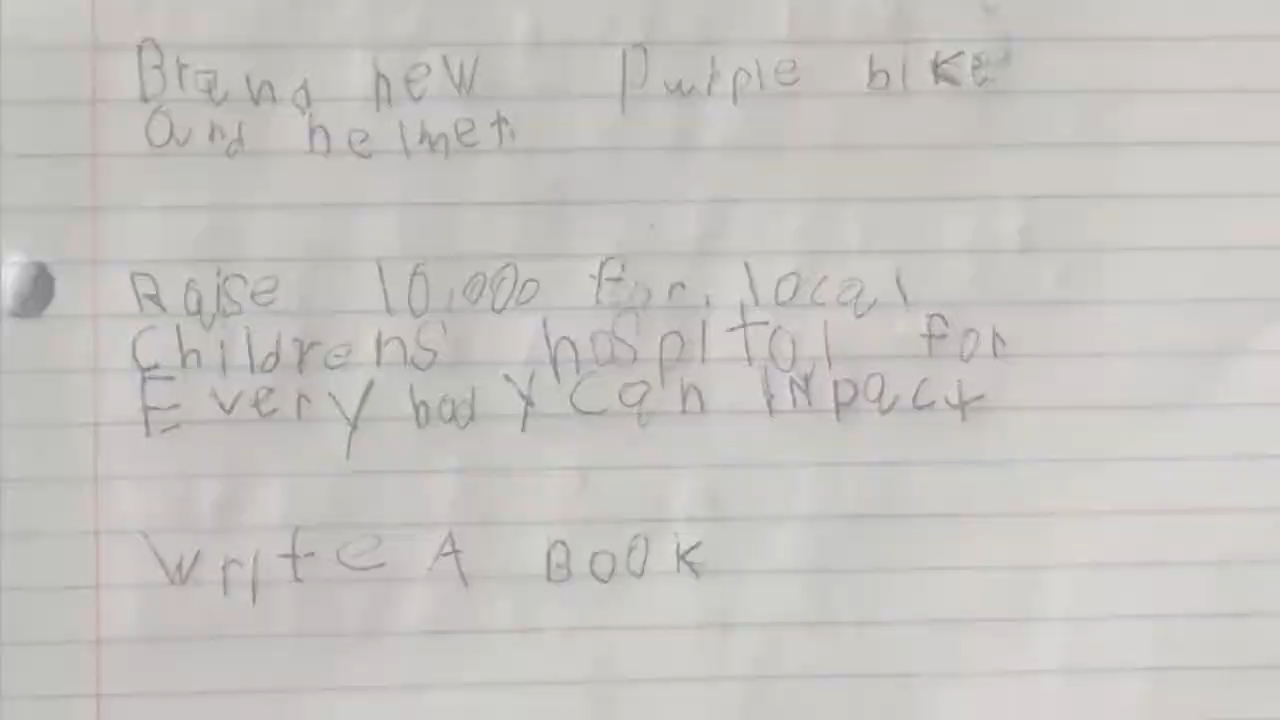 Brand new Purple bike
and helmet
Raise 10,000 for local
Childrens hospital for
Every body Can inpact
Write A BOOK